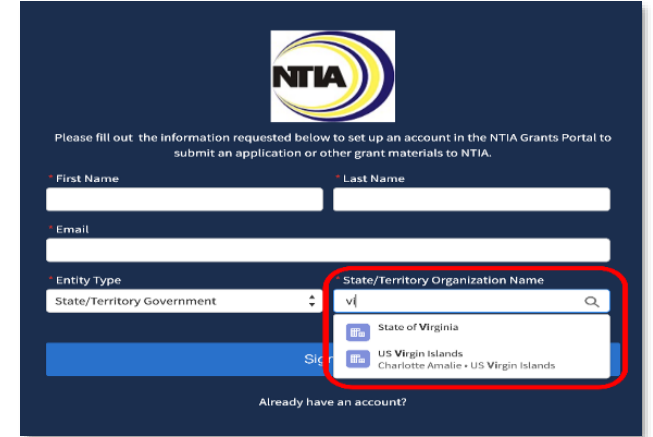 NTIA
Please fill out the information requested below to set up an account in the NTIA Grants Portal to
submit an application or other grant materials to NTIA.
* First Name
* Last Name
* Email
* Entity Type
* State/Territory Organization Name
State/Territory Government
vi
State of Virginia
US Virgin Islands
Charlotte Amalie • US Virgin Islands
Already have an account?